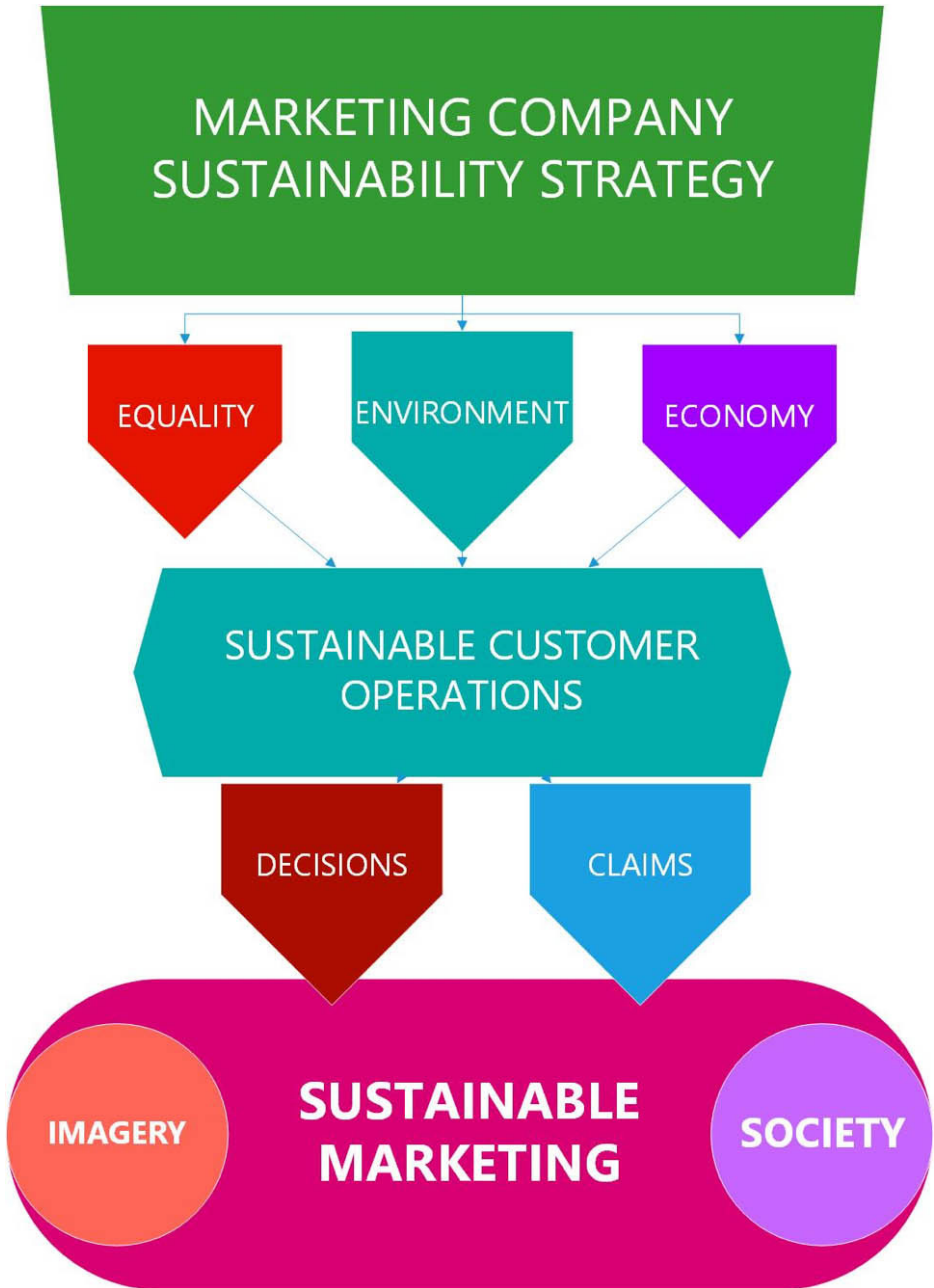 MARKETING COMPANY
SUSTAINABILITY STRATEGY
EQUALITY
ENVIRONMENT
ECONOMY
SUSTAINABLE CUSTOMER
OPERATIONS
DECISIONS
CLAIMS
IMAGERY
SUSTAINABLE
MARKETING
SOCIETY